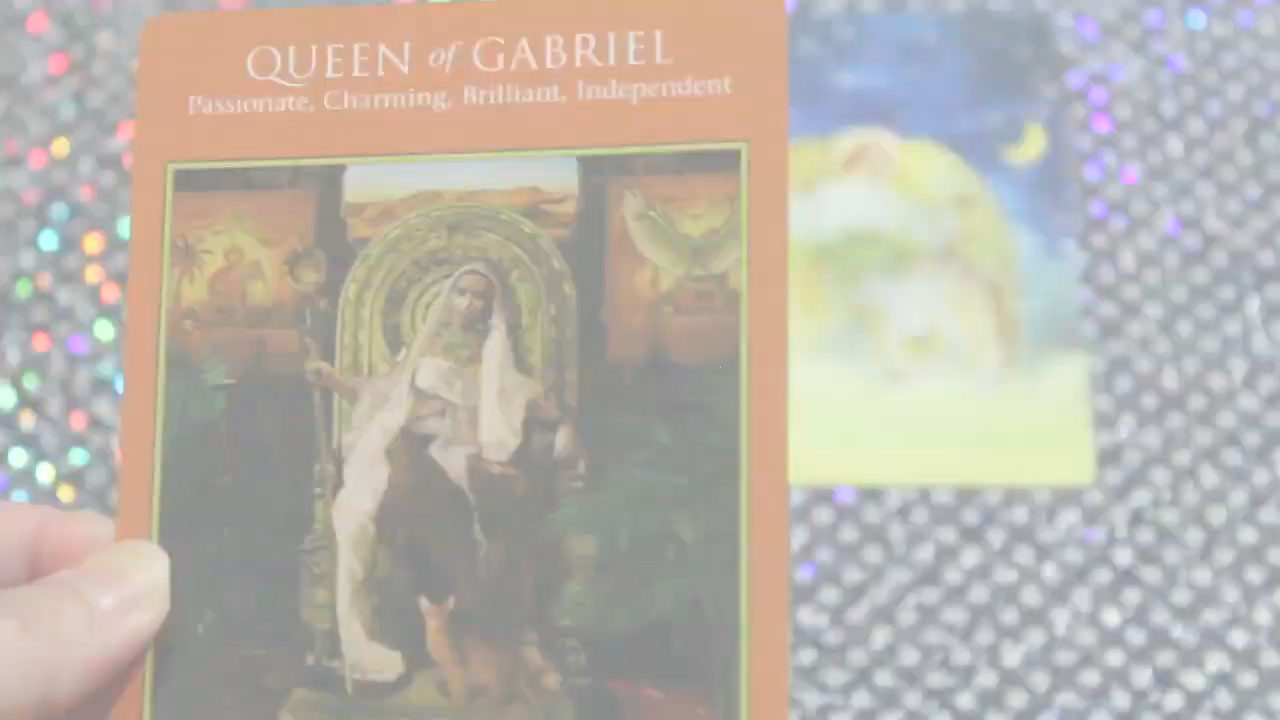 QUEEN of GABRIEL
Passionate, Charming, Brilliant, Independent